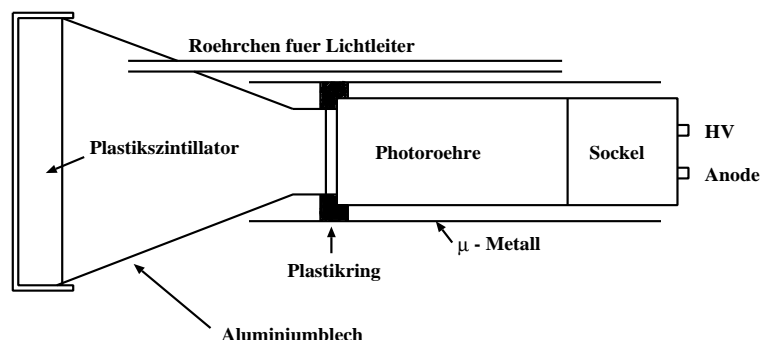 Roehrchen fuer Lichtleiter
Plastikszintillator
Photoroehre
Sockel
HV
Anode
μ - Metall
Plastikring
Aluminiumblech